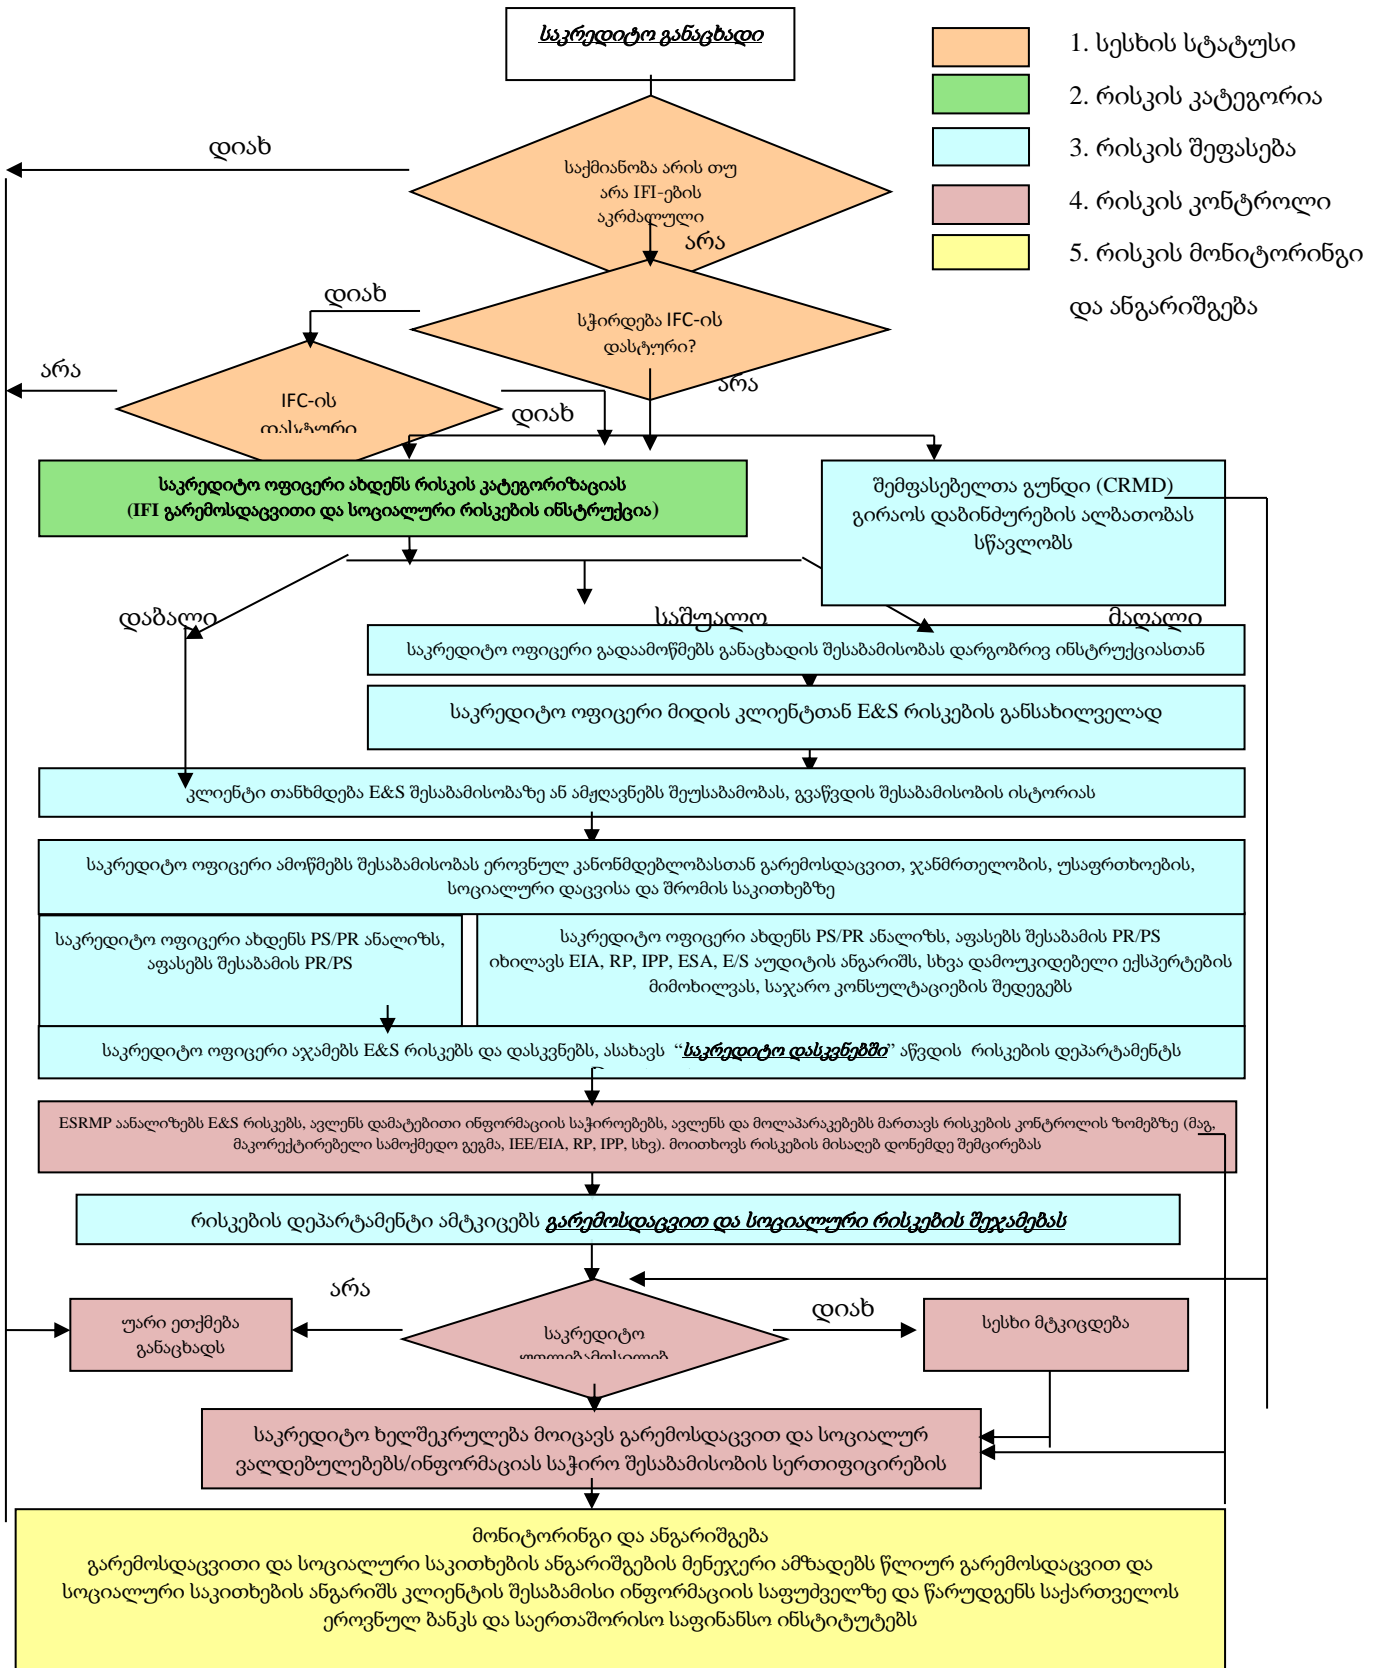 საკრედიტო განაცხადი
1. სესხის სტატუსი
2. რისკის კატეგორია
3. რისკის შეფასება
4. რისკის კონტროლი
5. რისკის მონიტორინგი
და ანგარიშგება
დიახ
საქმიანობა არის თუ
არა IFI-ების
აკრძალული
არა
დიახ
სჭირდება IFC-ის
დასტური?
არა
არა
IFC-ის
დასტური
დიახ
საკრედიტო ოფიცერი ახდენს რისკის კატეგორიზაციას
(IFI გარემოსდაცვითი და სოციალური რისკების ინსტრუქცია)
შემფასებელთა გუნდი (CRMD)
გირაოს დაბინძურების ალბათობას
სწავლობს
დაბალი
საშუალო
მაღალი
საკრედიტო ოფიცერი გადაამოწმებს განაცხადის შესაბამისობას დარგობრივ ინსტრუქციასთან
საკრედიტო ოფიცერი მიდის კლიენტთან E&S რისკების განსახილველად
კლიენტი თანხმდება E&S შესაბამისობაზე ან ამჟღავნებს შეუსაბამობას, გვაწვდის შესაბამისობის ისტორიას
საკრედიტო ოფიცერი ამოწმებს შესაბამისობას ეროვნულ კანონმდებლობასთან გარემოსდაცვით, ჯანმრთელობის, უსაფრთხოების,
სოციალური დაცვისა და შრომის საკითხებზე
საკრედიტო ოფიცერი ახდენს PS/PR ანალიზს,
აფასებს შესაბამის PR/PS
საკრედიტო ოფიცერი ახდენს PS/PR ანალიზს, აფასებს შესაბამის PR/PS
იხილავს EIA, RP, IPP, ESA, E/S აუდიტის ანგარიშს, სხვა დამოუკიდებელი ექსპერტების
მიმოხილვას, საჯარო კონსულტაციების შედეგებს
საკრედიტო ოფიცერი აჯამებს E&S რისკებს და დასკვნებს, ასახავს “საკრედიტო დასკვნებში” აწვდის რისკების დეპარტამენტს
ESRMP აანალიზებს E&S რისკებს, ავლენს დამატებითი ინფორმაციის საჭიროებებს, ავლენს და მოლაპარაკებებს მართავს რისკების კონტროლის ზომებზე (მაგ,
მაკორექტირებელი სამოქმედო გეგმა, IEE/EIA, RP, IPP, სხვ). მოითხოვს რისკების მისაღებ დონემდე შემცირებას
რისკების დეპარტამენტი ამტკიცებს გარემოსდაცვით და სოციალური რისკების შეჯამებას
არა
უარი ეთქმება
განაცხადს
საკრედიტო
უფლებამოსილებ
დიახ
სესხი მტკიცდება
საკრედიტო ხელშეკრულება მოიცავს გარემოსდაცვით და სოციალურ
ვალდებულებებს/ინფორმაციას საჭირო შესაბამისობის სერთიფიცირების
მონიტორინგი და ანგარიშგება
გარემოსდაცვითი და სოციალური საკითხების ანგარიშგების მენეჯერი ამზადებს წლიურ გარემოსდაცვით და
სოციალური საკითხების ანგარიშს კლიენტის შესაბამისი ინფორმაციის საფუძველზე და წარუდგენს საქართველოს
ეროვნულ ბანკს და საერთაშორისო საფინანსო ინსტიტუტებს